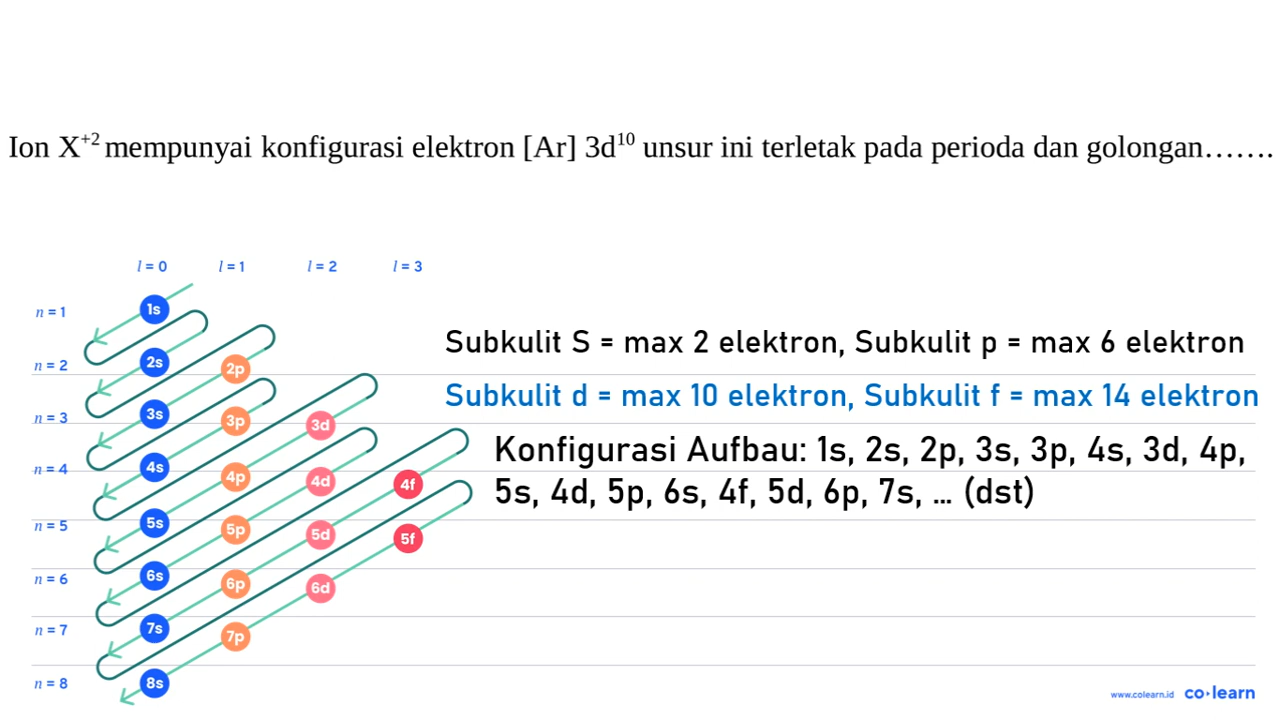 Ion X+2 mempunyai konfigurasi elektron [Ar] 3d10 unsur ini terletak pada perioda dan golongan…….
l = 0 l = 1 l = 2 l = 3
n = 1 1s
n = 2 2s 2p
n = 3 3s 3p 3d
n = 4 4s 4p 4d 4f
n = 5 5s 5p 5d 5f
n = 6 6s 6p 6d
n = 7 7s 7p
n = 8 8s
Subkulit S = max 2 elektron, Subkulit p = max 6 elektron
Subkulit d = max 10 elektron, Subkulit f = max 14 elektron
Konfigurasi Aufbau: 1s, 2s, 2p, 3s, 3p, 4s, 3d, 4p,
5s, 4d, 5p, 6s, 4f, 5d, 6p, 7s, ... (dst)
www.colearn.id co·learn